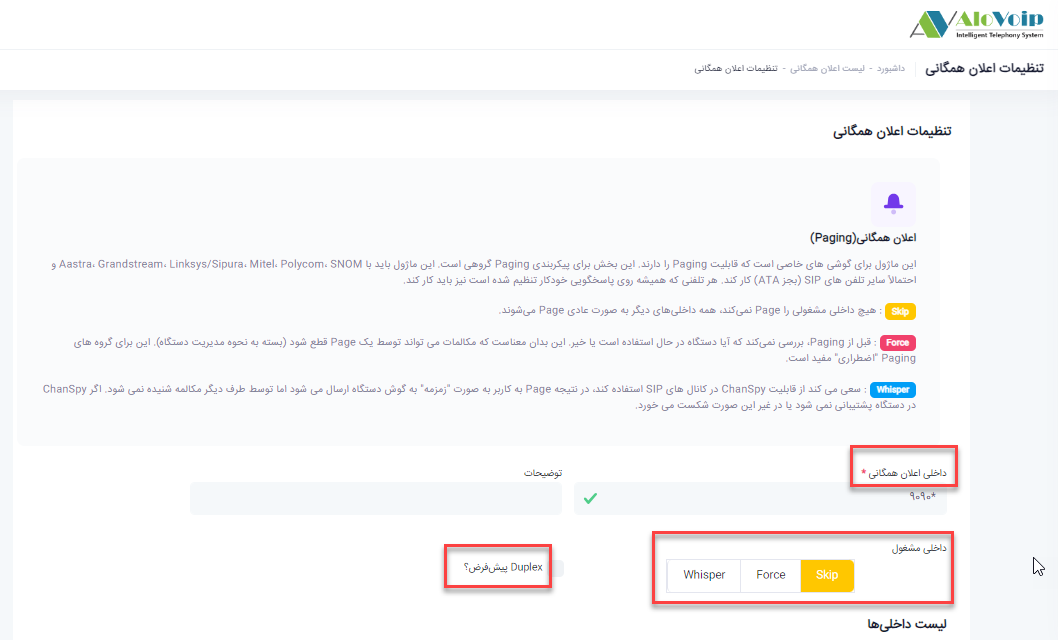 AloVoip
Intelligent Telephony System
تنظیمات اعلان همگانی
داشبورد - لیست اعلان همگانی - تنظیمات اعلان همگانی
تنظیمات اعلان همگانی
اعلان همگانی(Paging)
این ماژول برای گوشی های خاصی است که قابلیت Paging را دارند. این بخش برای پیکربندی Paging گروهی است. این ماژول باید با Aastra، Grandstream، Linksys/Sipura، Mitel، Polycom، SNOM و
احتمالاً سایر تلفن های SIP (بجز ATA) کار کند. هر تلفنی که همیشه روی پاسخگویی خودکار تنظیم شده است نیز باید کار کند.
Skip : هیچ داخلی مشغولی را Page نمی‌کند، همه داخلی‌های دیگر به صورت عادی Page می‌شوند.
Force : قبل از Paging، بررسی نمی‌کند که آیا دستگاه در حال استفاده است یا خیر. این بدان معناست که مکالمات می تواند توسط یک Page قطع شود (بسته به نحوه مدیریت دستگاه). این برای گروه های
Paging "اضطراری" مفید است.
Whisper : سعی می کند از قابلیت ChanSpy در کانال های SIP استفاده کند، در نتیجه Page به کاربر به صورت "زمزمه" به گوش دستگاه ارسال می شود اما توسط طرف دیگر مکالمه شنیده نمی شود. اگر ChanSpy
در دستگاه پشتیبانی نمی شود یا در غیر این صورت شکست می خورد.
داخلی اعلان همگانی *
توضیحات
*۹۰۹۰
داخلی مشغول
Skip
Force
Whisper
Duplex پیش‌فرض؟
لیست داخلی‌ها